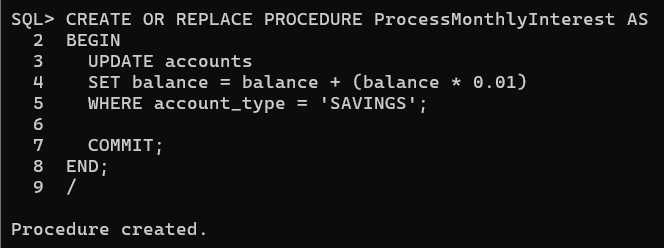 SQL> CREATE OR REPLACE PROCEDURE ProcessMonthlyInterest AS
  2  BEGIN
  3    UPDATE accounts
  4    SET balance = balance + (balance * 0.01)
  5    WHERE account_type = 'SAVINGS';
  6
  7    COMMIT;
  8  END;
  9  /

Procedure created.